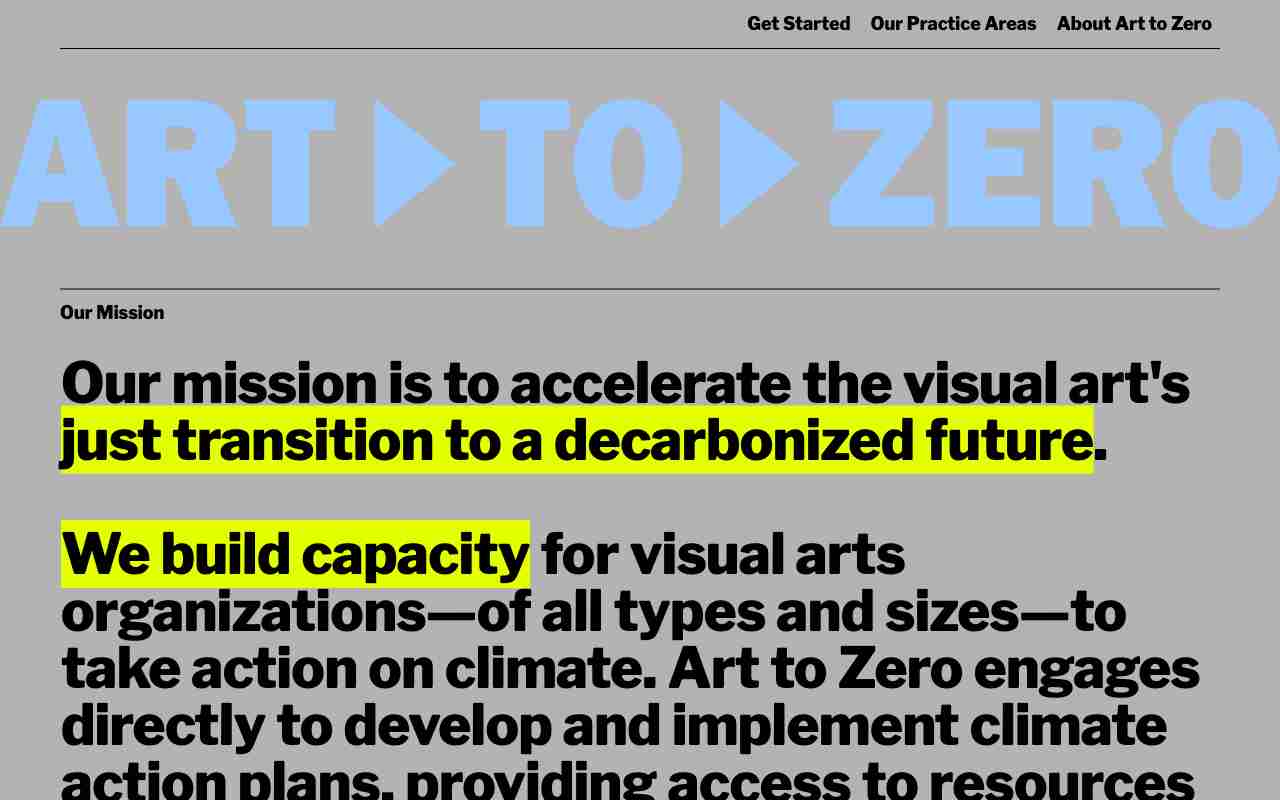 Get Started Our Practice Areas About Art to Zero
ART TO ZERO
Our Mission
Our mission is to accelerate the visual art's
just transition to a decarbonized future.
We build capacity for visual arts
organizations—of all types and sizes—to
take action on climate. Art to Zero engages
directly to develop and implement climate
action plans, providing access to resources